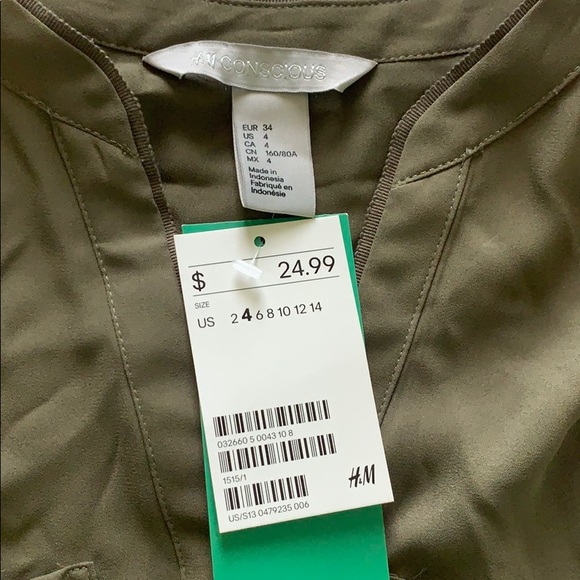 H&M CONSCIOUS
EUR 34
US 4
CA 4
CN 160/80A
MX 4
Made in
Indonesia
Fabriqué en
Indonésie
$ 24.99
SIZE
US 2 4 6 8 10 12 14
032660 5 0043 10 8
1515/1
H&M
US/S13 0479235 006